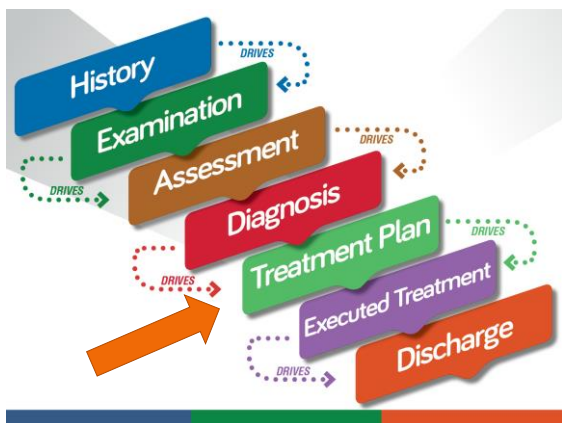 History
DRIVES
Examination
DRIVES
Assessment
DRIVES
Diagnosis
DRIVES
Treatment Plan
DRIVES
Executed Treatment
DRIVES
Discharge